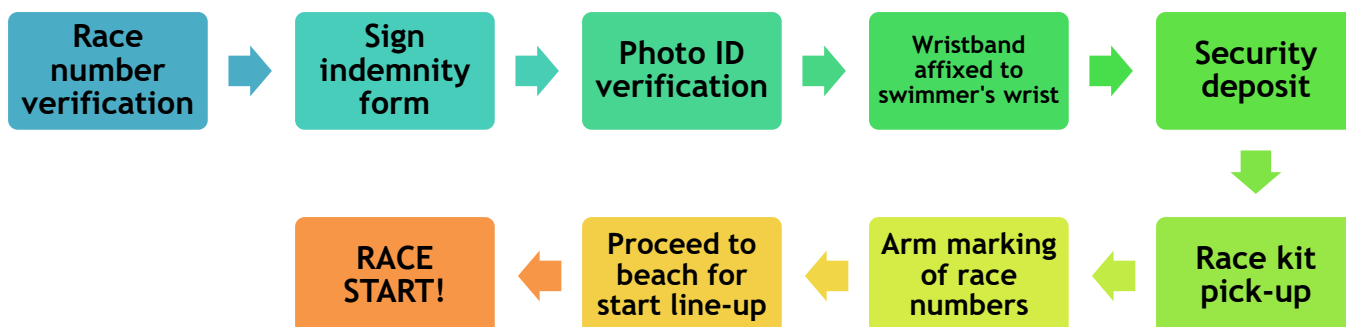 Race
number
verification
Sign
indemnity
form
Photo ID
verification
Wristband
affixed to
swimmer's wrist
Security
deposit
Race kit
pick-up
Arm marking
of race
numbers
Proceed to
beach for
start line-up
RACE
START!